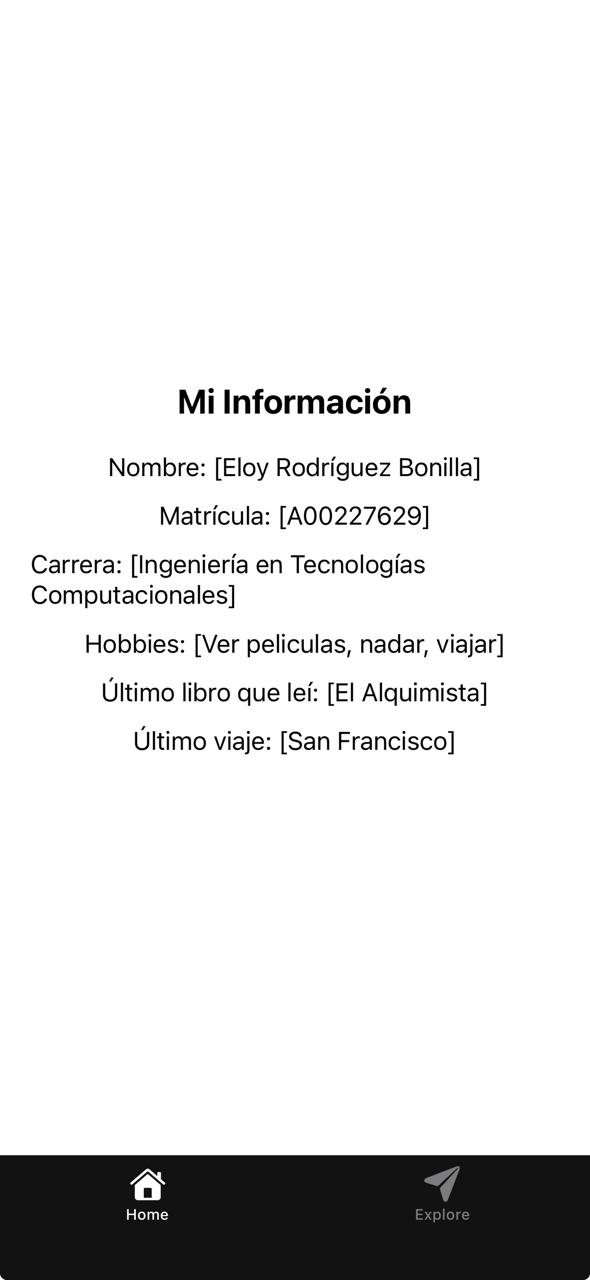 Mi Información
Nombre: [Eloy Rodríguez Bonilla]
Matrícula: [A00227629]
Carrera: [Ingeniería en Tecnologías
Computacionales]
Hobbies: [Ver peliculas, nadar, viajar]
Último libro que leí: [El Alquimista]
Último viaje: [San Francisco]
Home
Explore